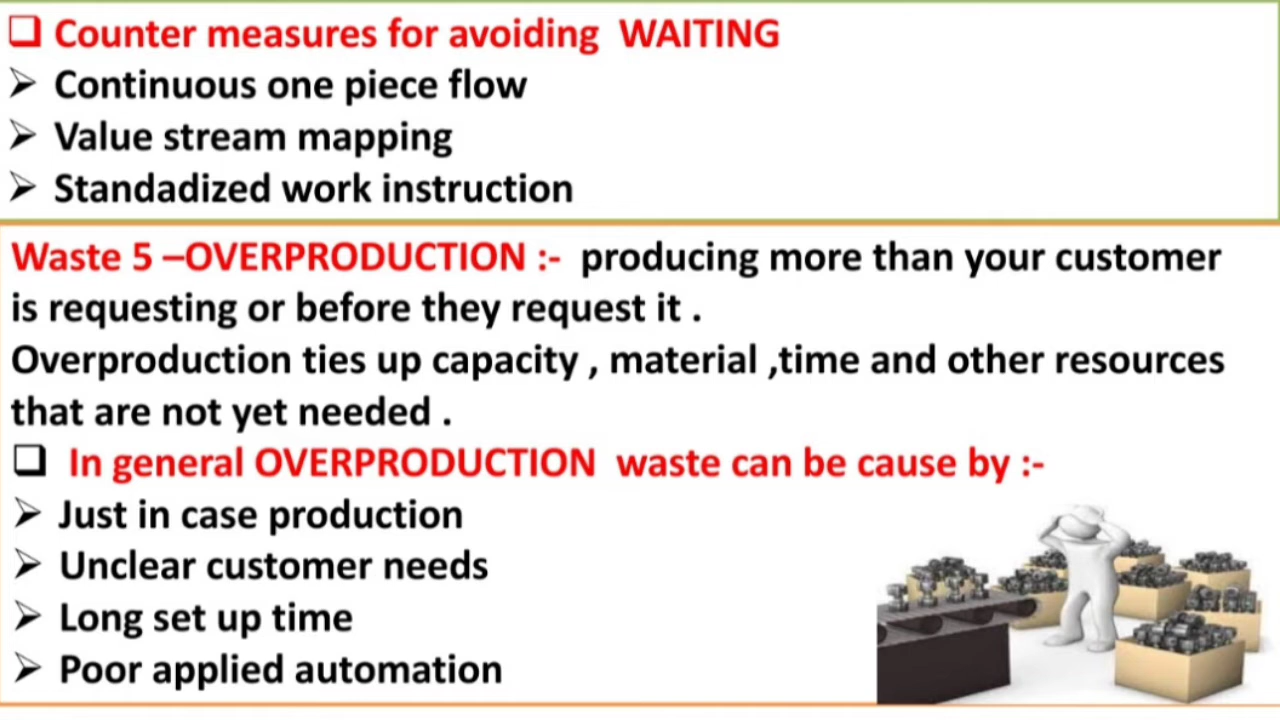 Counter measures for avoiding WAITING
Continuous one piece flow
Value stream mapping
Standadized work instruction
Waste 5 –OVERPRODUCTION :- producing more than your customer
is requesting or before they request it .
Overproduction ties up capacity , material ,time and other resources
that are not yet needed .
In general OVERPRODUCTION waste can be cause by :-
Just in case production
Unclear customer needs
Long set up time
Poor applied automation